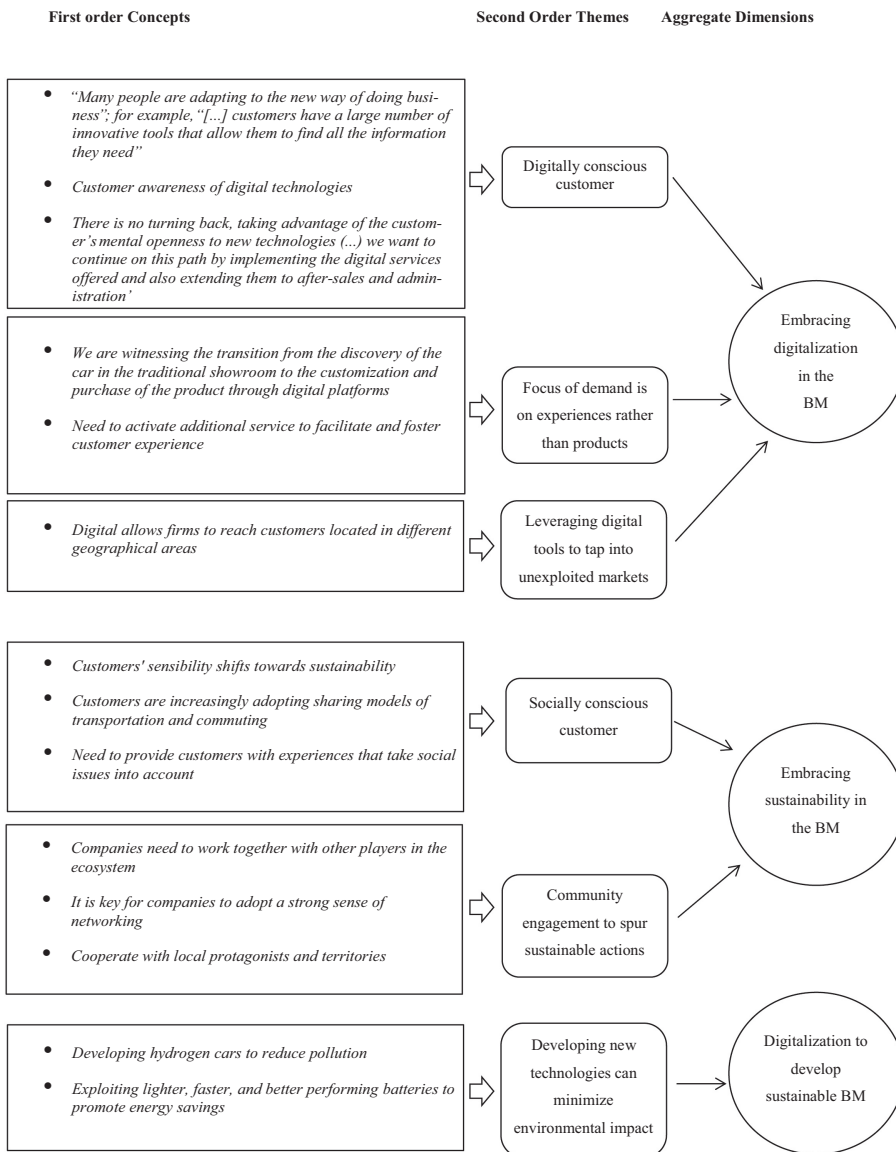 First order Concepts
Second Order Themes
Aggregate Dimensions
• “Many people are adapting to the new way of doing busi-
ness”; for example, “[...] customers have a large number of
innovative tools that allow them to find all the information
they need”
• Customer awareness of digital technologies
• There is no turning back, taking advantage of the custom-
er’s mental openness to new technologies (...) we want to
continue on this path by implementing the digital services
offered and also extending them to after-sales and admin-
istration’
Digitally conscious
customer
• We are witnessing the transition from the discovery of the
car in the traditional showroom to the customization and
purchase of the product through digital platforms
• Need to activate additional service to facilitate and foster
customer experience
Focus of demand is
on experiences rather
than products
• Digital allows firms to reach customers located in different
geographical areas
Leveraging digital
tools to tap into
unexploited markets
Embracing
digitalization
in the
BM
• Customers' sensibility shifts towards sustainability
• Customers are increasingly adopting sharing models of
transportation and commuting
• Need to provide customers with experiences that take social
issues into account
Socially conscious
customer
• Companies need to work together with other players in the
ecosystem
• It is key for companies to adopt a strong sense of
networking
• Cooperate with local protagonists and territories
Community
engagement to spur
sustainable actions
Embracing
sustainability in
the BM
• Developing hydrogen cars to reduce pollution
• Exploiting lighter, faster, and better performing batteries to
promote energy savings
Developing new
technologies can
minimize
environmental impact
Digitalization to
develop
sustainable BM